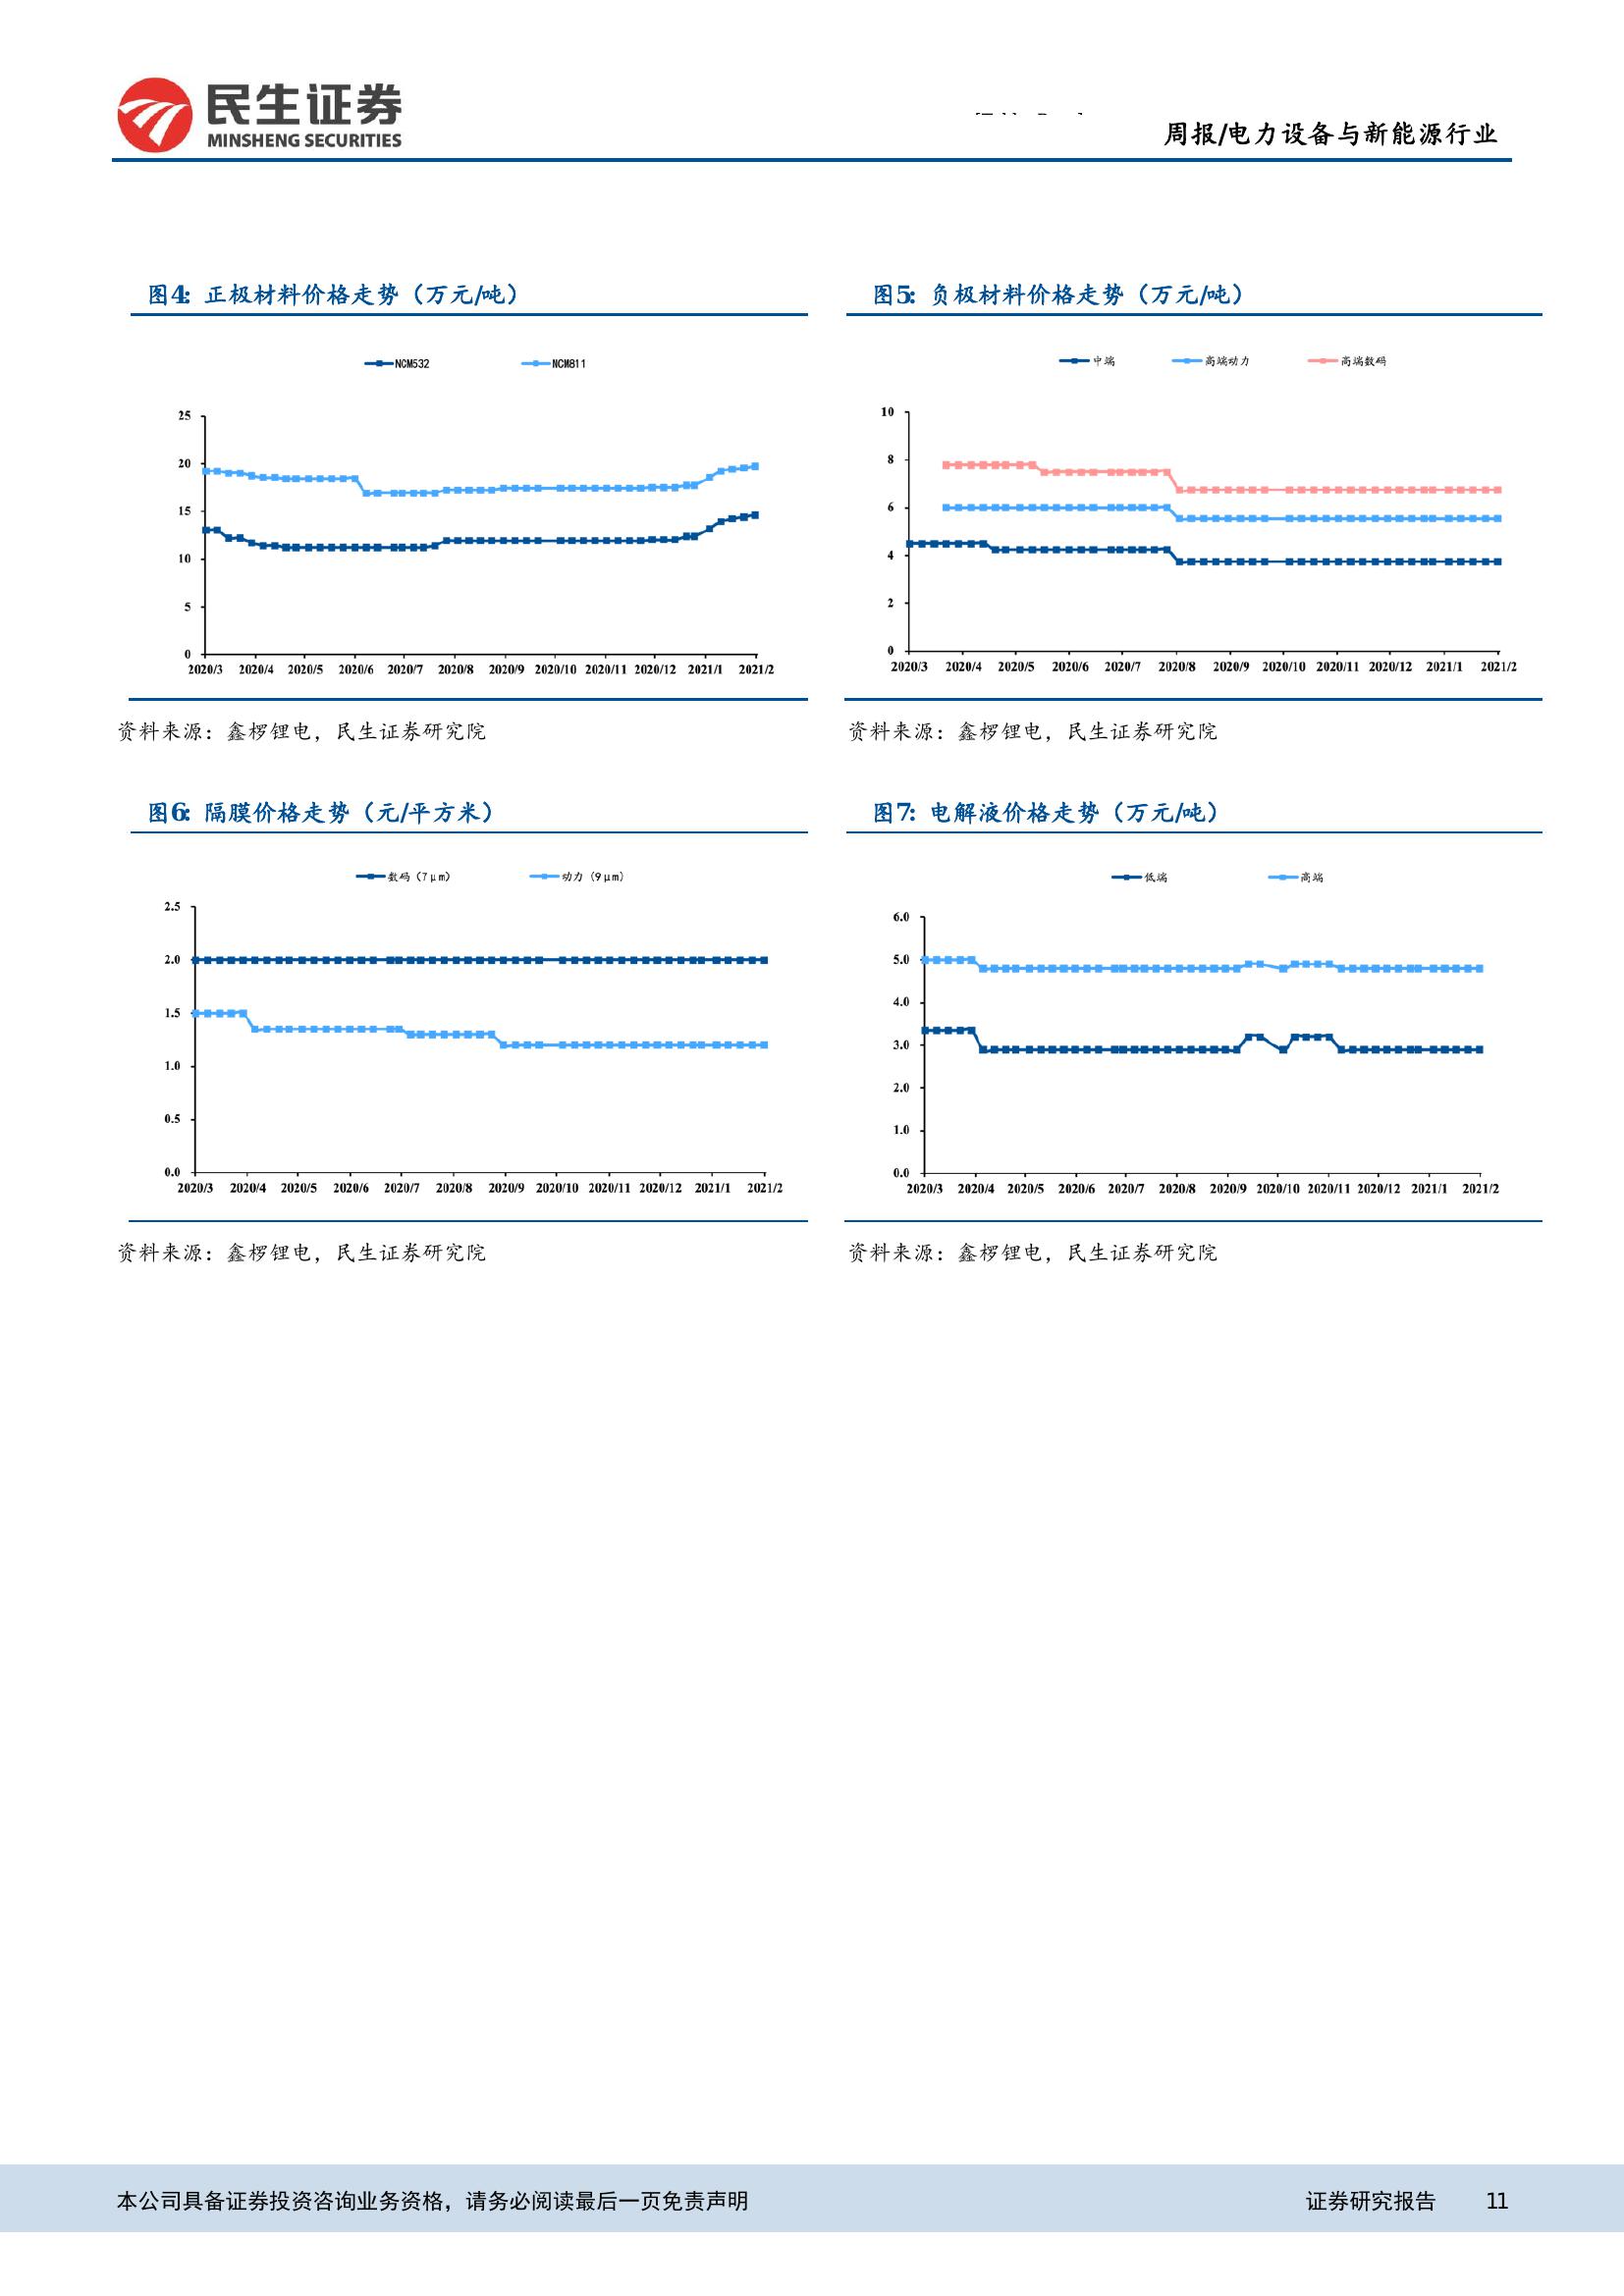 民生证券
MINSHENG SECURITIES
周报/电力设备与新能源行业
图4: 正极材料价格走势（万元/吨）
NCM532 NCM811
25
20
15
10
5
0
2020/3 2020/4 2020/5 2020/6 2020/7 2020/8 2020/9 2020/10 2020/11 2020/12 2021/1 2021/2
资料来源：鑫椤锂电，民生证券研究院
图5: 负极材料价格走势（万元/吨）
中端 高端动力 高端数码
10
8
6
4
2
0
2020/3 2020/4 2020/5 2020/6 2020/7 2020/8 2020/9 2020/10 2020/11 2020/12 2021/1 2021/2
资料来源：鑫椤锂电，民生证券研究院
图6: 隔膜价格走势（元/平方米）
数码（7μm） 动力（9μm）
2.5
2.0
1.5
1.0
0.5
0.0
2020/3 2020/4 2020/5 2020/6 2020/7 2020/8 2020/9 2020/10 2020/11 2020/12 2021/1 2021/2
资料来源：鑫椤锂电，民生证券研究院
图7: 电解液价格走势（万元/吨）
低端 高端
6.0
5.0
4.0
3.0
2.0
1.0
0.0
2020/3 2020/4 2020/5 2020/6 2020/7 2020/8 2020/9 2020/10 2020/11 2020/12 2021/1 2021/2
资料来源：鑫椤锂电，民生证券研究院
本公司具备证券投资咨询业务资格，请务必阅读最后一页免责声明 证券研究报告 11